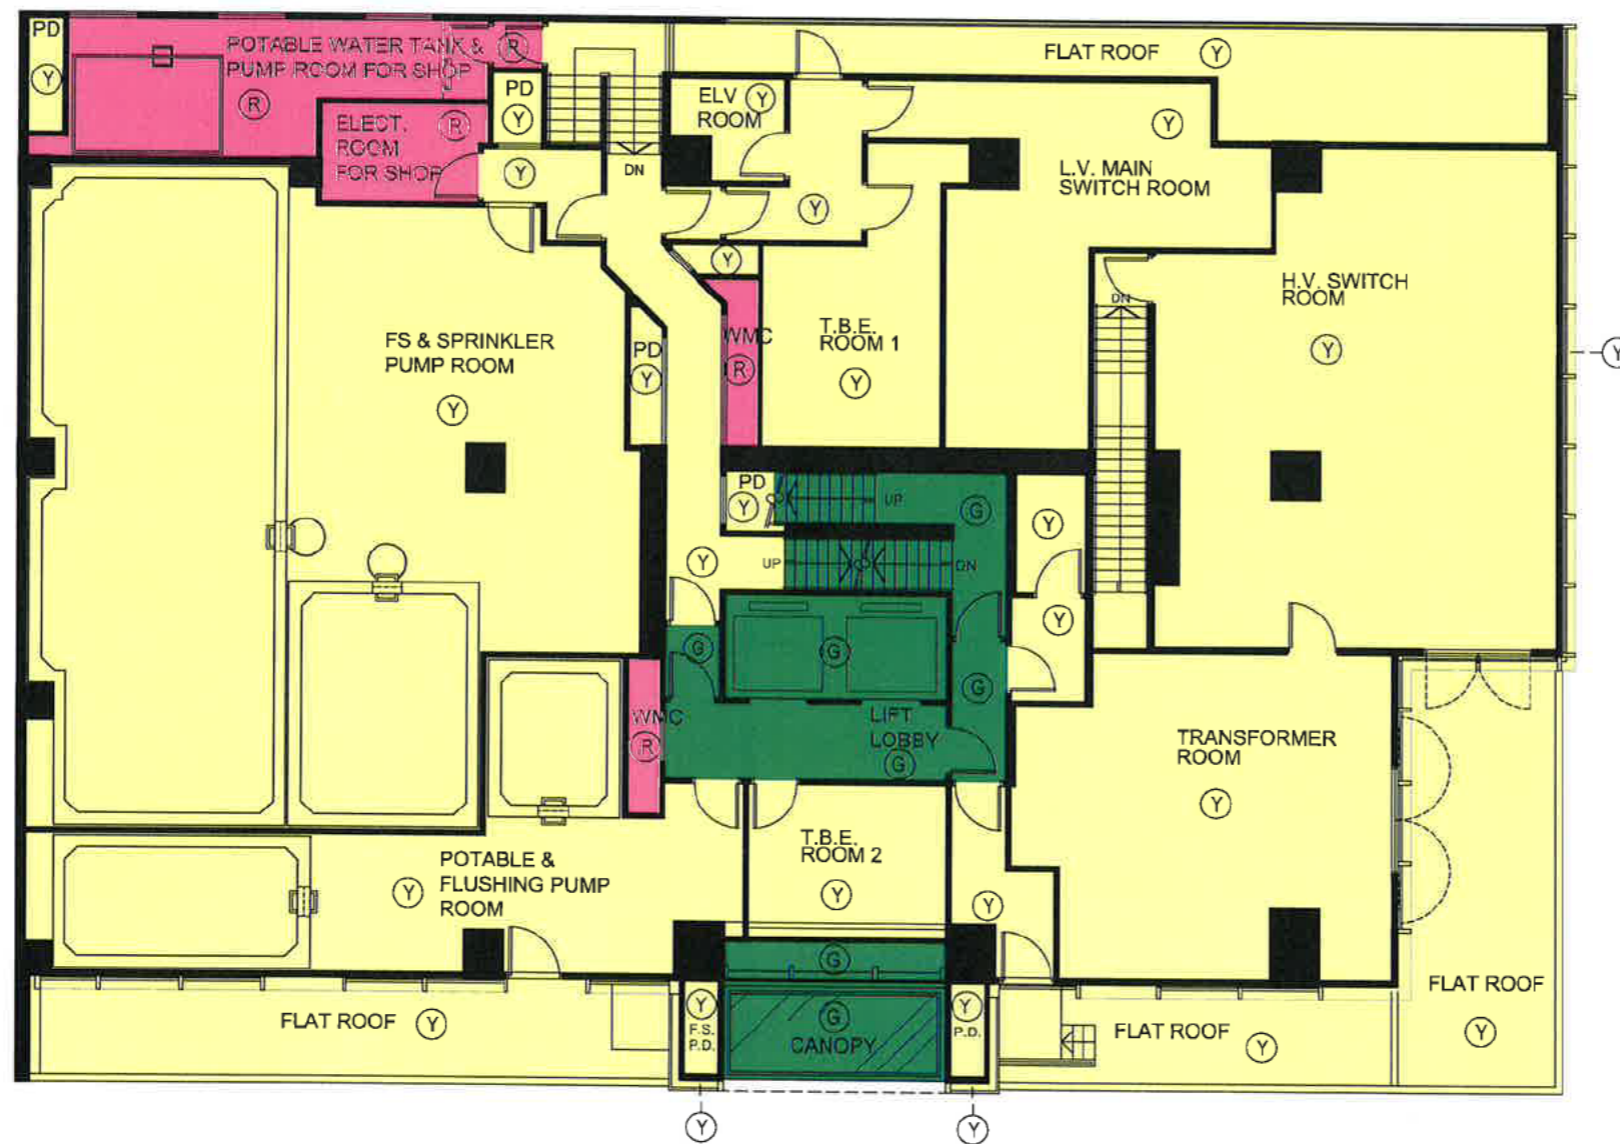 PD
Y
POTABLE WATER TANK &
PUMP ROOM FOR SHOP
R
R
ELECT.
ROOM
FOR SHOP
R
PD
Y
Y
DN
ELV
ROOM
Y
FLAT ROOF
Y
Y
L.V. MAIN
SWITCH ROOM
Y
Y
H.V. SWITCH
ROOM
Y
Y
DN
FS & SPRINKLER
PUMP ROOM
Y
PD
Y
WMC
R
T.B.E.
ROOM 1
Y
PD
Y
UP
G
Y
UP
DN
Y
Y
G
G
G
WMC
R
LIFT
LOBBY
G
TRANSFORMER
ROOM
Y
POTABLE &
FLUSHING PUMP
ROOM
Y
T.B.E.
ROOM 2
Y
Y
G
FLAT ROOF
Y
Y
F.S.
P.D.
G
CANOPY
Y
P.D.
FLAT ROOF
Y
FLAT ROOF
Y
Y
Y